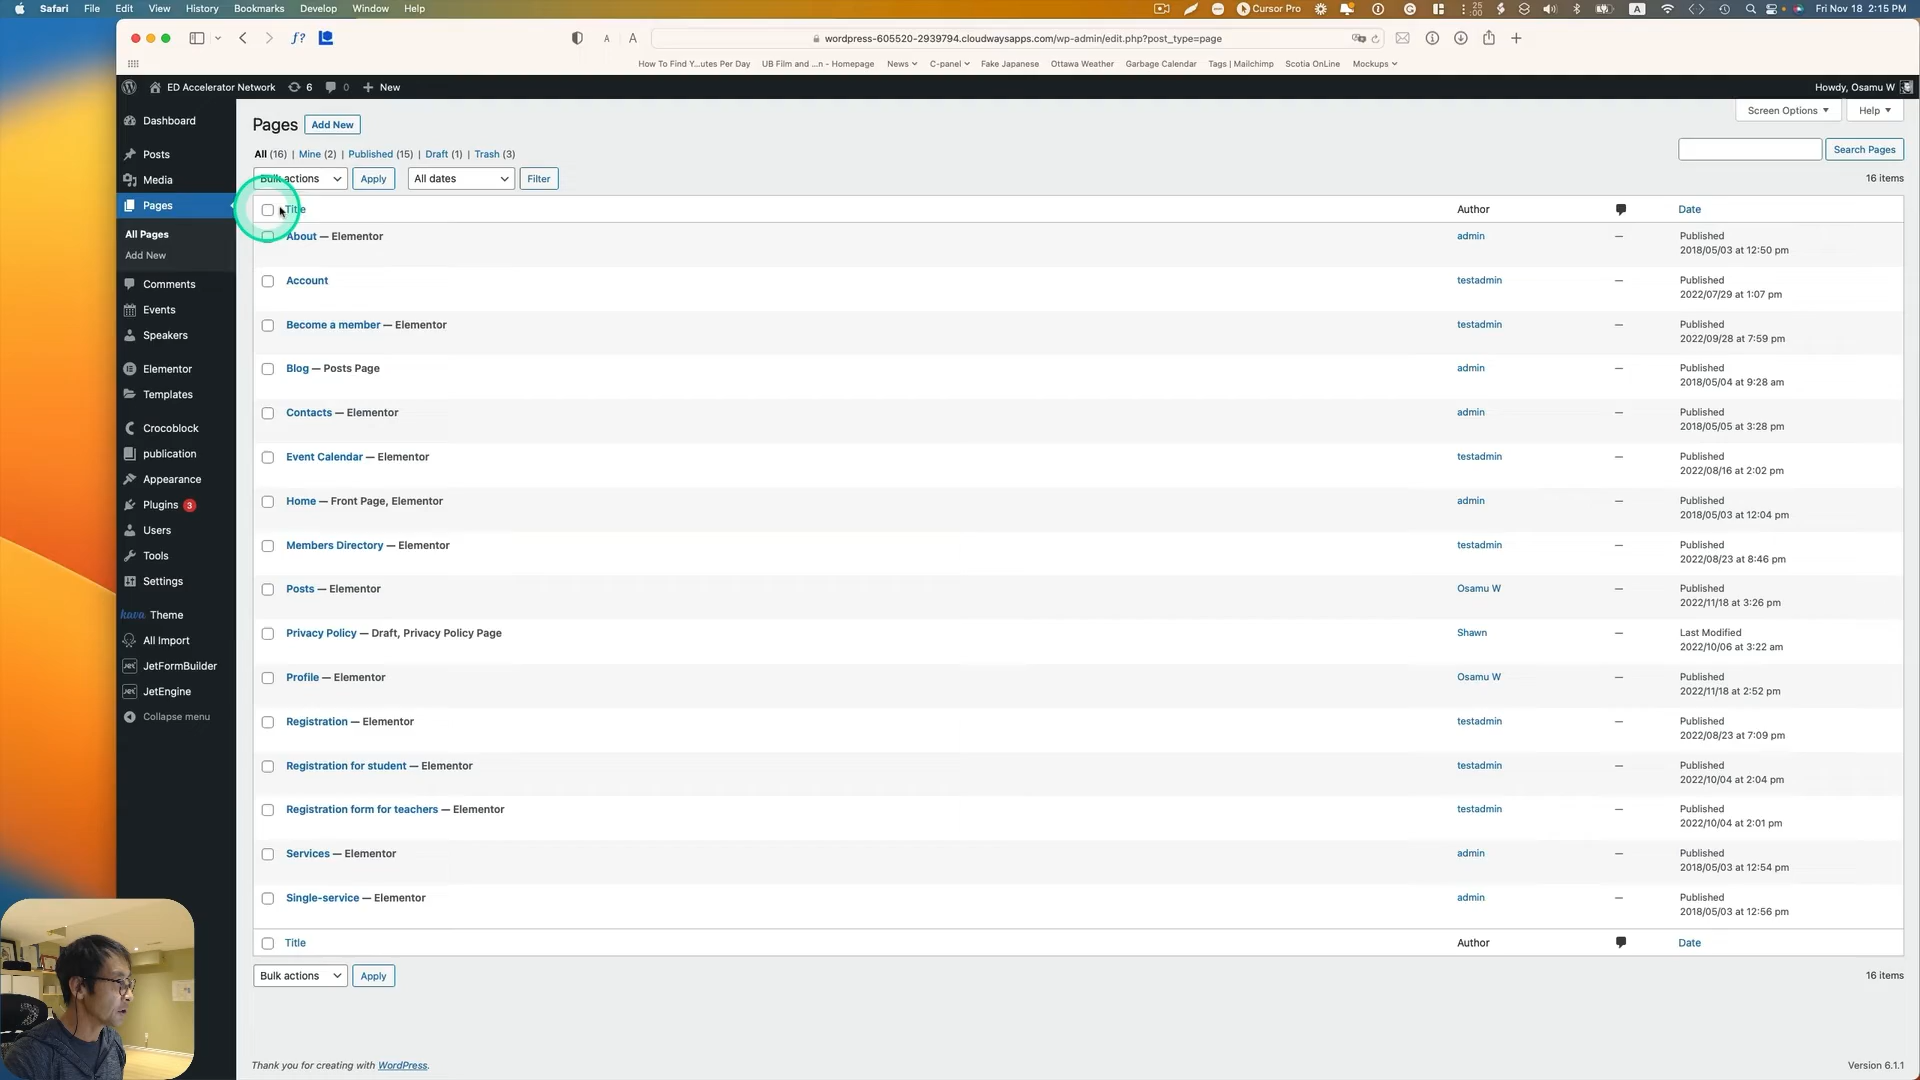 Safari File Edit View History Bookmarks Develop Window Help Cursor Pro 25 :00 A Fri Nov 18 2:15 PM
A A wordpress-605520-2939794.cloudwaysapps.com/wp-admin/edit.php?post_type=page
How To Find Y...utes Per Day UB Film and ...n - Homepage News C-panel Fake Japanese Ottawa Weather Garbage Calendar Tags | Mailchimp Scotia OnLine Mockups
ED Accelerator Network 6 0 + New Howdy, Osamu W
Dashboard
Posts
Media
Pages
All Pages
Add New
Comments
Events
Speakers
Elementor
Templates
Crocoblock
publication
Appearance
Plugins 3
Users
Tools
Settings
kava Theme
All Import
JetFormBuilder
JetEngine
Collapse menu
Pages Add New Screen Options Help
All (16) | Mine (2) | Published (15) | Draft (1) | Trash (3) Search Pages
Bulk actions Apply All dates Filter 16 items
Title Author Date
About — Elementor admin — Published
2018/05/03 at 12:50 pm
Account testadmin — Published
2022/07/29 at 1:07 pm
Become a member — Elementor testadmin — Published
2022/09/28 at 7:59 pm
Blog — Posts Page admin — Published
2018/05/04 at 9:28 am
Contacts — Elementor admin — Published
2018/05/05 at 3:28 pm
Event Calendar — Elementor testadmin — Published
2022/08/16 at 2:02 pm
Home — Front Page, Elementor admin — Published
2018/05/03 at 12:04 pm
Members Directory — Elementor testadmin — Published
2022/08/23 at 8:46 pm
Posts — Elementor Osamu W — Published
2022/11/18 at 3:26 pm
Privacy Policy — Draft, Privacy Policy Page Shawn — Last Modified
2022/10/06 at 3:22 am
Profile — Elementor Osamu W — Published
2022/11/18 at 2:52 pm
Registration — Elementor testadmin — Published
2022/08/23 at 7:09 pm
Registration for student — Elementor testadmin — Published
2022/10/04 at 2:04 pm
Registration form for teachers — Elementor testadmin — Published
2022/10/04 at 2:01 pm
Services — Elementor admin — Published
2018/05/03 at 12:54 pm
Single-service — Elementor admin — Published
2018/05/03 at 12:56 pm
Title Author Date
Bulk actions Apply 16 items
Thank you for creating with WordPress. Version 6.1.1